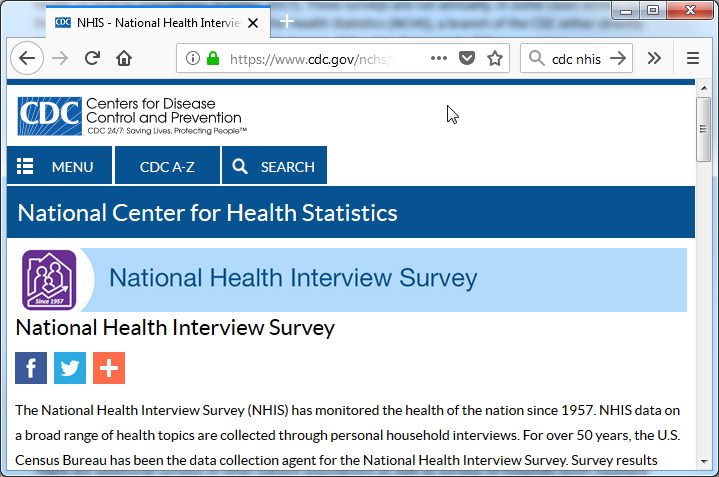 NHIS - National Health Intervie
https://www.cdc.gov/nchs/
cdc nhis
CDC
Centers for Disease
Control and Prevention
CDC 24/7: Saving Lives, Protecting People™
MENU
CDC A-Z
SEARCH
National Center for Health Statistics
Since 1957
National Health Interview Survey
National Health Interview Survey
The National Health Interview Survey (NHIS) has monitored the health of the nation since 1957. NHIS data on
a broad range of health topics are collected through personal household interviews. For over 50 years, the U.S.
Census Bureau has been the data collection agent for the National Health Interview Survey. Survey results